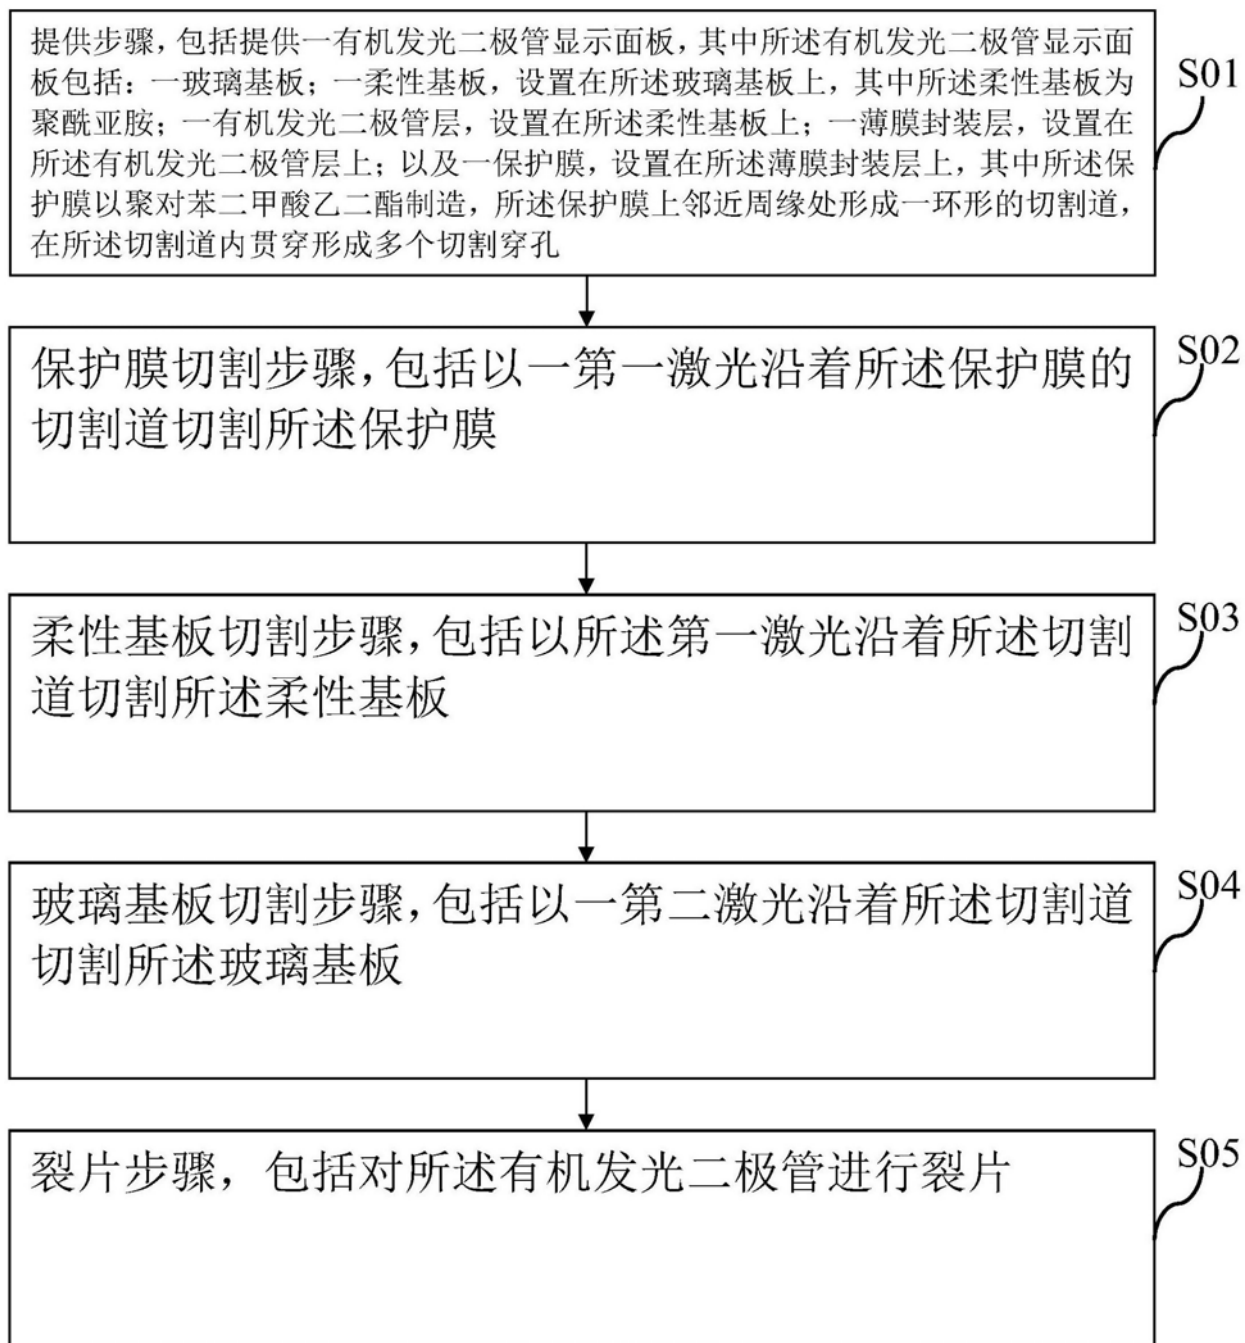 提供步骤，包括提供一有机发光二极管显示面板，其中所述有机发光二极管显示面
板包括：一玻璃基板；一柔性基板，设置在所述玻璃基板上，其中所述柔性基板为
聚酰亚胺；一有机发光二极管层，设置在所述柔性基板上；一薄膜封装层，设置在
所述有机发光二极管层上；以及一保护膜，设置在所述薄膜封装层上，其中所述保
护膜以聚对苯二甲酸乙二酯制造，所述保护膜上邻近周缘处形成一环形的切割道，
在所述切割道内贯穿形成多个切割穿孔
S01
保护膜切割步骤，包括以一第一激光沿着所述保护膜的
切割道切割所述保护膜
S02
柔性基板切割步骤，包括以所述第一激光沿着所述切割
道切割所述柔性基板
S03
玻璃基板切割步骤，包括以一第二激光沿着所述切割道
切割所述玻璃基板
S04
裂片步骤，包括对所述有机发光二极管进行裂片
S05